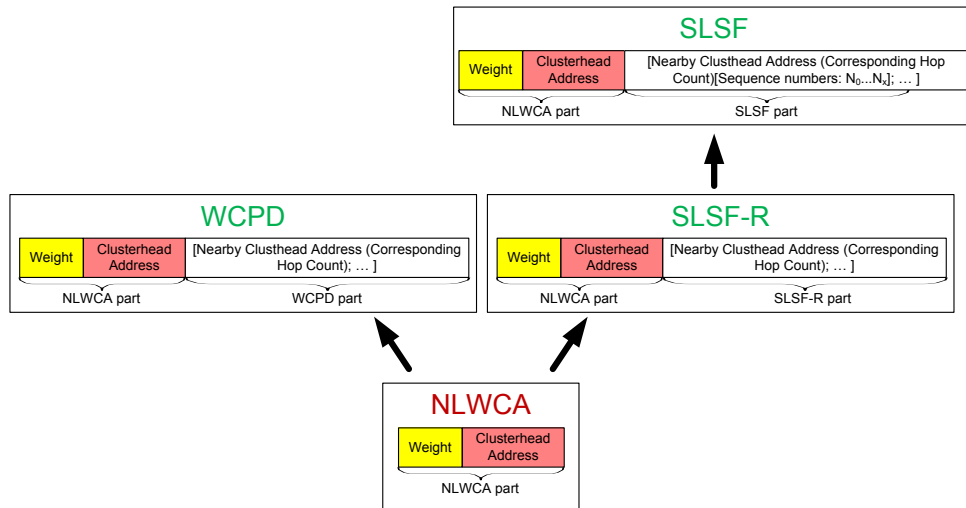 SLSF
Weight
Clusterhead
Address
[Nearby Clusthead Address (Corresponding Hop
Count)[Sequence numbers: N₀...Nₓ]; … ]
NLWCA part
SLSF part
WCPD
Weight
Clusterhead
Address
[Nearby Clusthead Address (Corresponding
Hop Count); … ]
NLWCA part
WCPD part
SLSF-R
Weight
Clusterhead
Address
[Nearby Clusthead Address (Corresponding
Hop Count); … ]
NLWCA part
SLSF-R part
NLWCA
Weight
Clusterhead
Address
NLWCA part